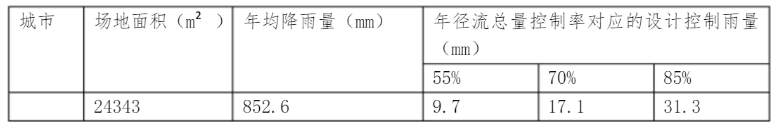 城市 场地面积（m² ） 年均降雨量（mm） 年径流总量控制率对应的设计控制雨量
（mm）
55% 70% 85%
24343 852.6 9.7 17.1 31.3